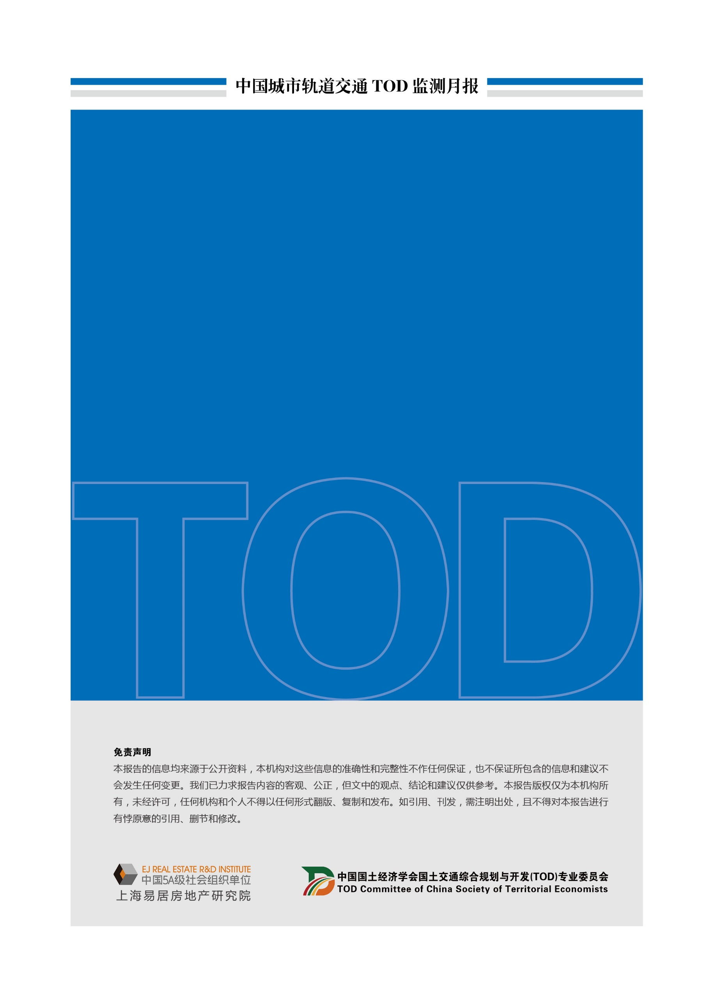 中国城市轨道交通 TOD 监测月报
TOD
免责声明
本报告的信息均来源于公开资料，本机构对这些信息的准确性和完整性不作任何保证，也不保证所包含的信息和建议不
会发生任何变更。我们已力求报告内容的客观、公正，但文中的观点、结论和建议仅供参考。本报告版权仅为本机构所
有，未经许可，任何机构和个人不得以任何形式翻版、复制和发布。如引用、刊发，需注明出处，且不得对本报告进行
有悖原意的引用、删节和修改。
EJ REAL ESTATE R&D INSTITUTE
中国5A级社会组织单位
上海易居房地产研究院
中国国土经济学会国土交通综合规划与开发(TOD)专业委员会
TOD Committee of China Society of Territorial Economists